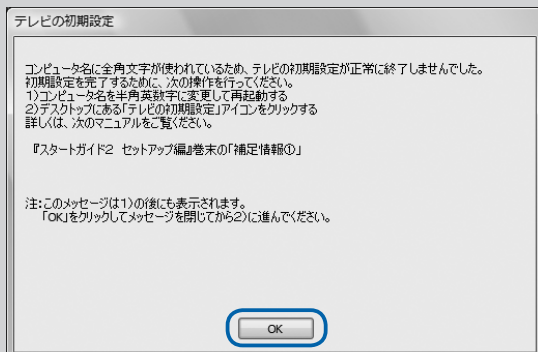 テレビの初期設定
コンピュータ名に全角文字が使われているため、テレビの初期設定が正常に終了しませんでした。
初期設定を完了するために、次の操作を行ってください。
1)コンピュータ名を半角英数字に変更して再起動する
2)デスクトップにある「テレビの初期設定」アイコンをクリックする
詳しくは、次のマニュアルをご覧ください。
『スタートガイド2 セットアップ編』巻末の「補足情報①」
注:このメッセージは1)の後にも表示されます。
「OK」をクリックしてメッセージを閉じてから2)に進んでください。
OK